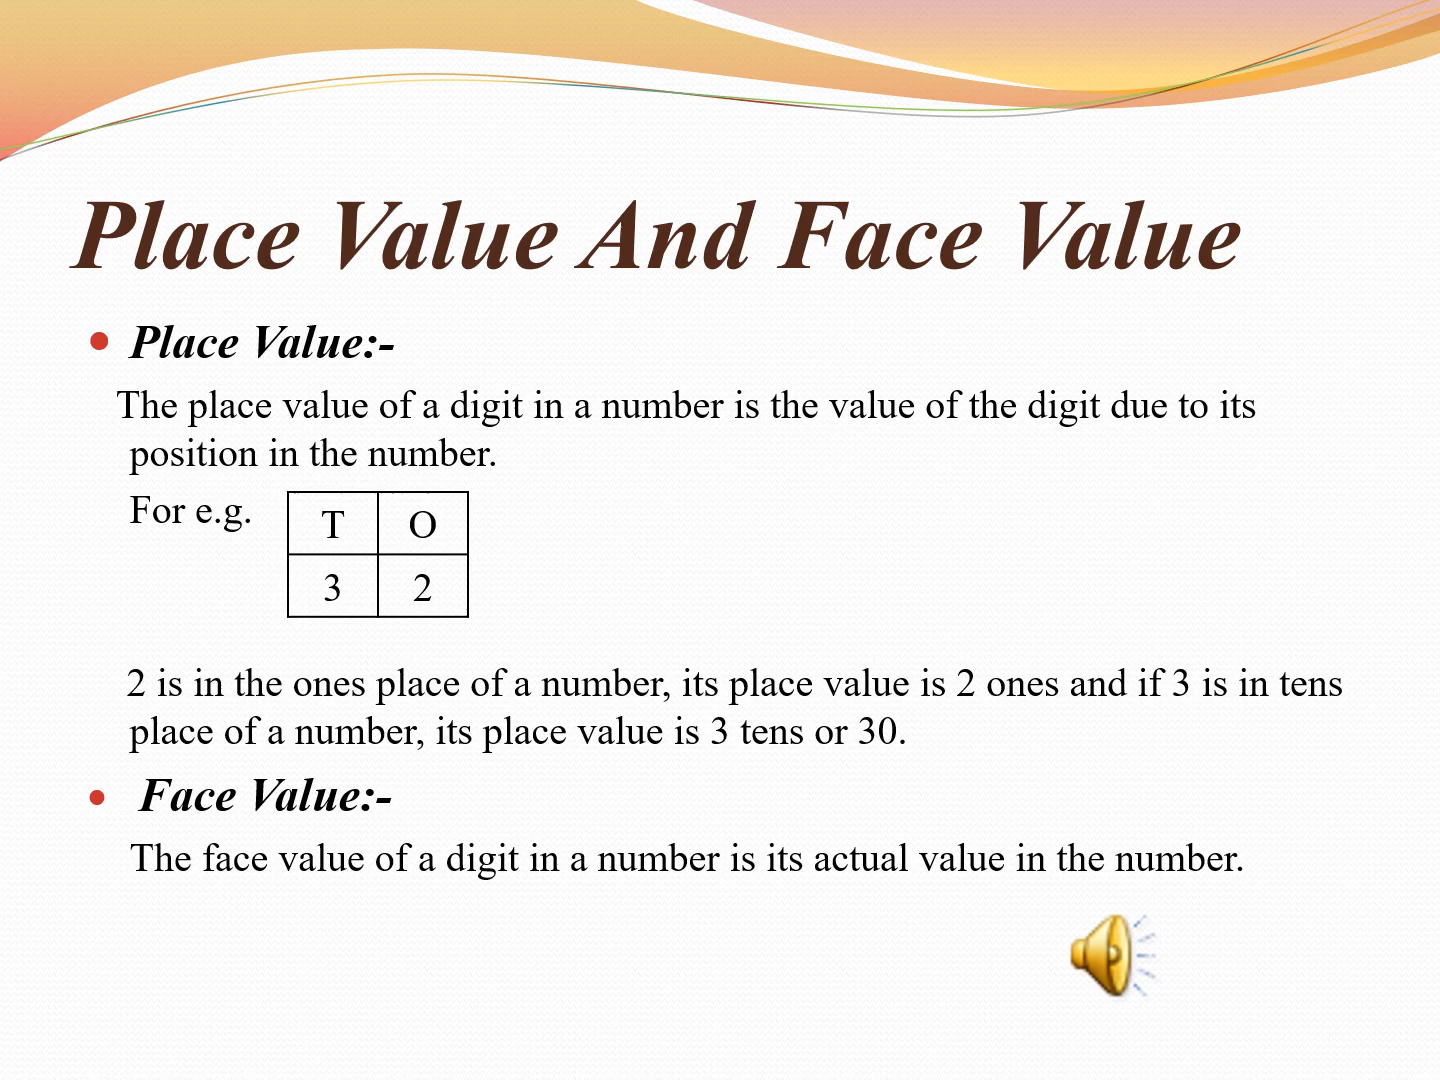 Place Value And Face Value
Place Value:-
The place value of a digit in a number is the value of the digit due to its
position in the number.
For e.g.
T O
3 2
2 is in the ones place of a number, its place value is 2 ones and if 3 is in tens
place of a number, its place value is 3 tens or 30.
Face Value:-
The face value of a digit in a number is its actual value in the number.